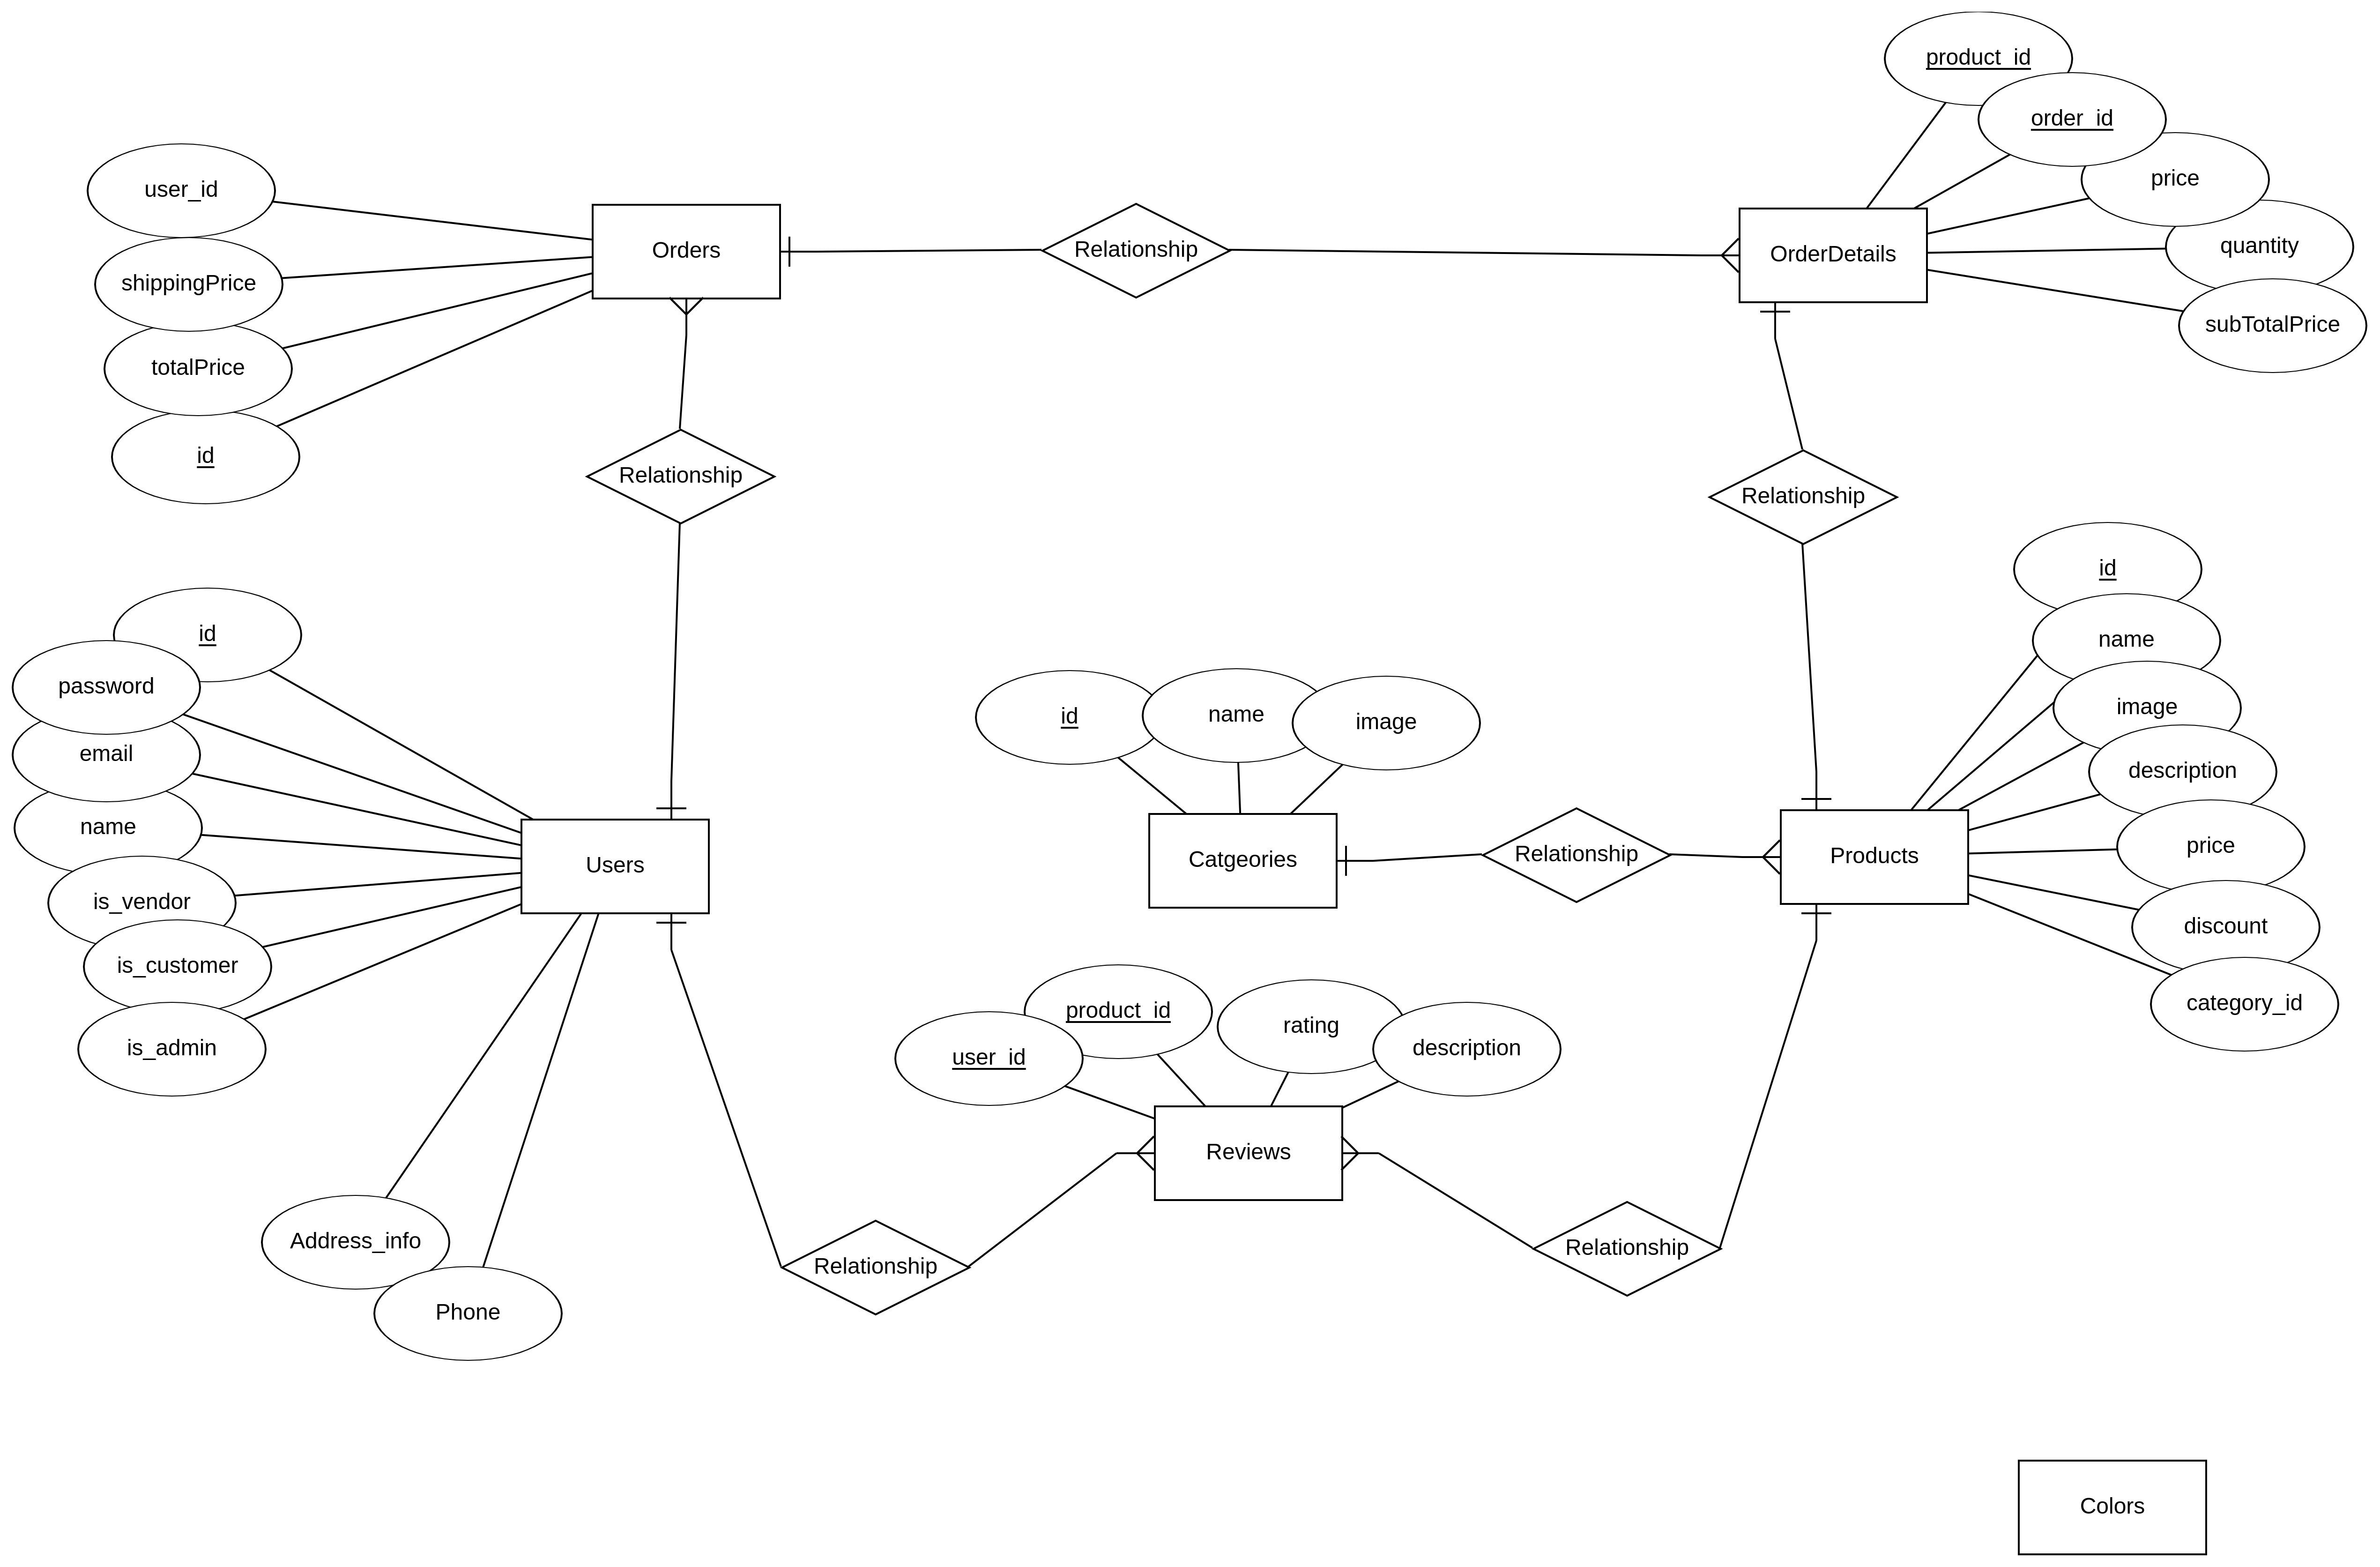 product_id
order_id
price
quantity
subTotalPrice
OrderDetails
Relationship
Orders
user_id
shippingPrice
totalPrice
id
Relationship
Relationship
id
name
image
description
price
discount
category_id
Products
Relationship
Catgeories
id
name
image
id
password
email
name
is_vendor
is_customer
is_admin
Users
Address_info
Phone
product_id
user_id
rating
description
Reviews
Relationship
Relationship
Colors